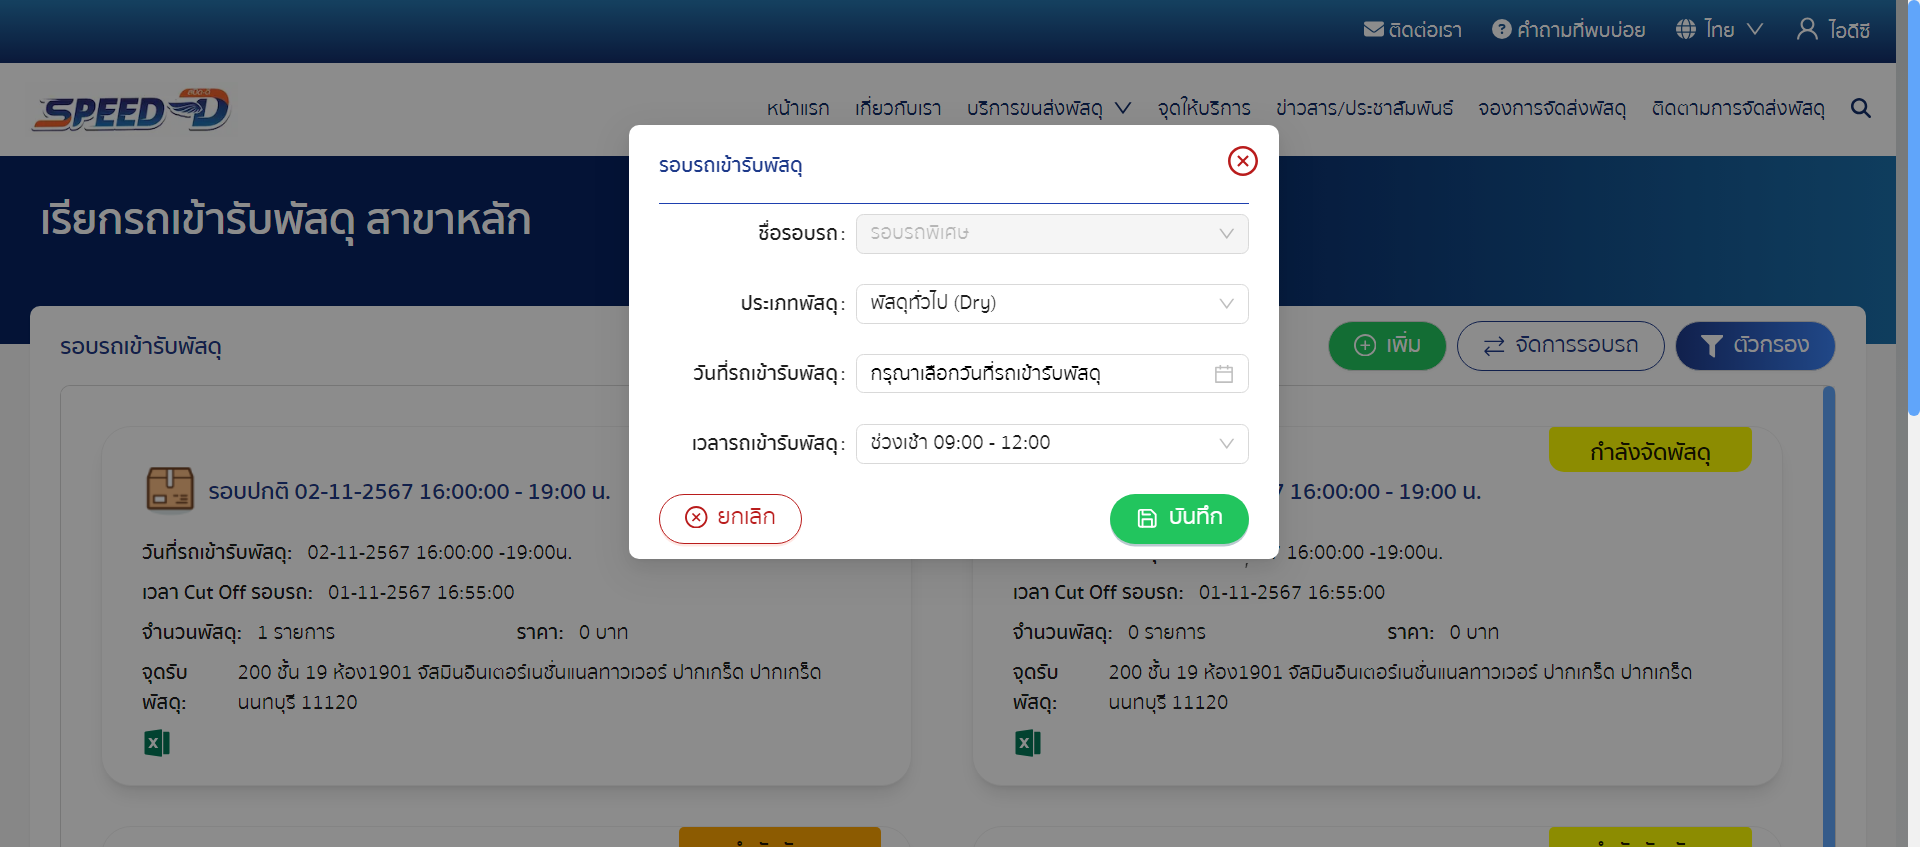 ติดต่อเรา คำถามที่พบบ่อย ไทย ไอดีซี
SPEED-D
หน้าแรก เกี่ยวกับเรา บริการขนส่งพัสดุ จุดให้บริการ ข่าวสาร/ประชาสัมพันธ์ จองการจัดส่งพัสดุ ติดตามการจัดส่งพัสดุ
เรียกรถเข้ารับพัสดุ สาขาหลัก
รอบรถเข้ารับพัสดุ
ชื่อรอบรถ: รอบรถพิเศษ
ประเภทพัสดุ: พัสดุทั่วไป (Dry)
วันที่รถเข้ารับพัสดุ: กรุณาเลือกวันที่รถเข้ารับพัสดุ
เวลารถเข้ารับพัสดุ: ช่วงเช้า 09:00 - 12:00
ยกเลิก บันทึก
รอบรถเข้ารับพัสดุ เพิ่ม จัดการรอบรถ ตัวกรอง
รอบปกติ 02-11-2567 16:00:00 - 19:00 น.
วันที่รถเข้ารับพัสดุ: 02-11-2567 16:00:00 -19:00น.
เวลา Cut Off รอบรถ: 01-11-2567 16:55:00
จำนวนพัสดุ: 1 รายการ ราคา: 0 บาท
จุดรับ 200 ชั้น 19 ห้อง1901 จัสมินอินเตอร์เนชั่นแนลทาวเวอร์ ปากเกร็ด ปากเกร็ด
พัสดุ: นนทบุรี 11120
กำลังจัดพัสดุ
16:00:00 - 19:00 น.
16:00:00 -19:00น.
เวลา Cut Off รอบรถ: 01-11-2567 16:55:00
จำนวนพัสดุ: 0 รายการ ราคา: 0 บาท
จุดรับ 200 ชั้น 19 ห้อง1901 จัสมินอินเตอร์เนชั่นแนลทาวเวอร์ ปากเกร็ด ปากเกร็ด
พัสดุ: นนทบุรี 11120